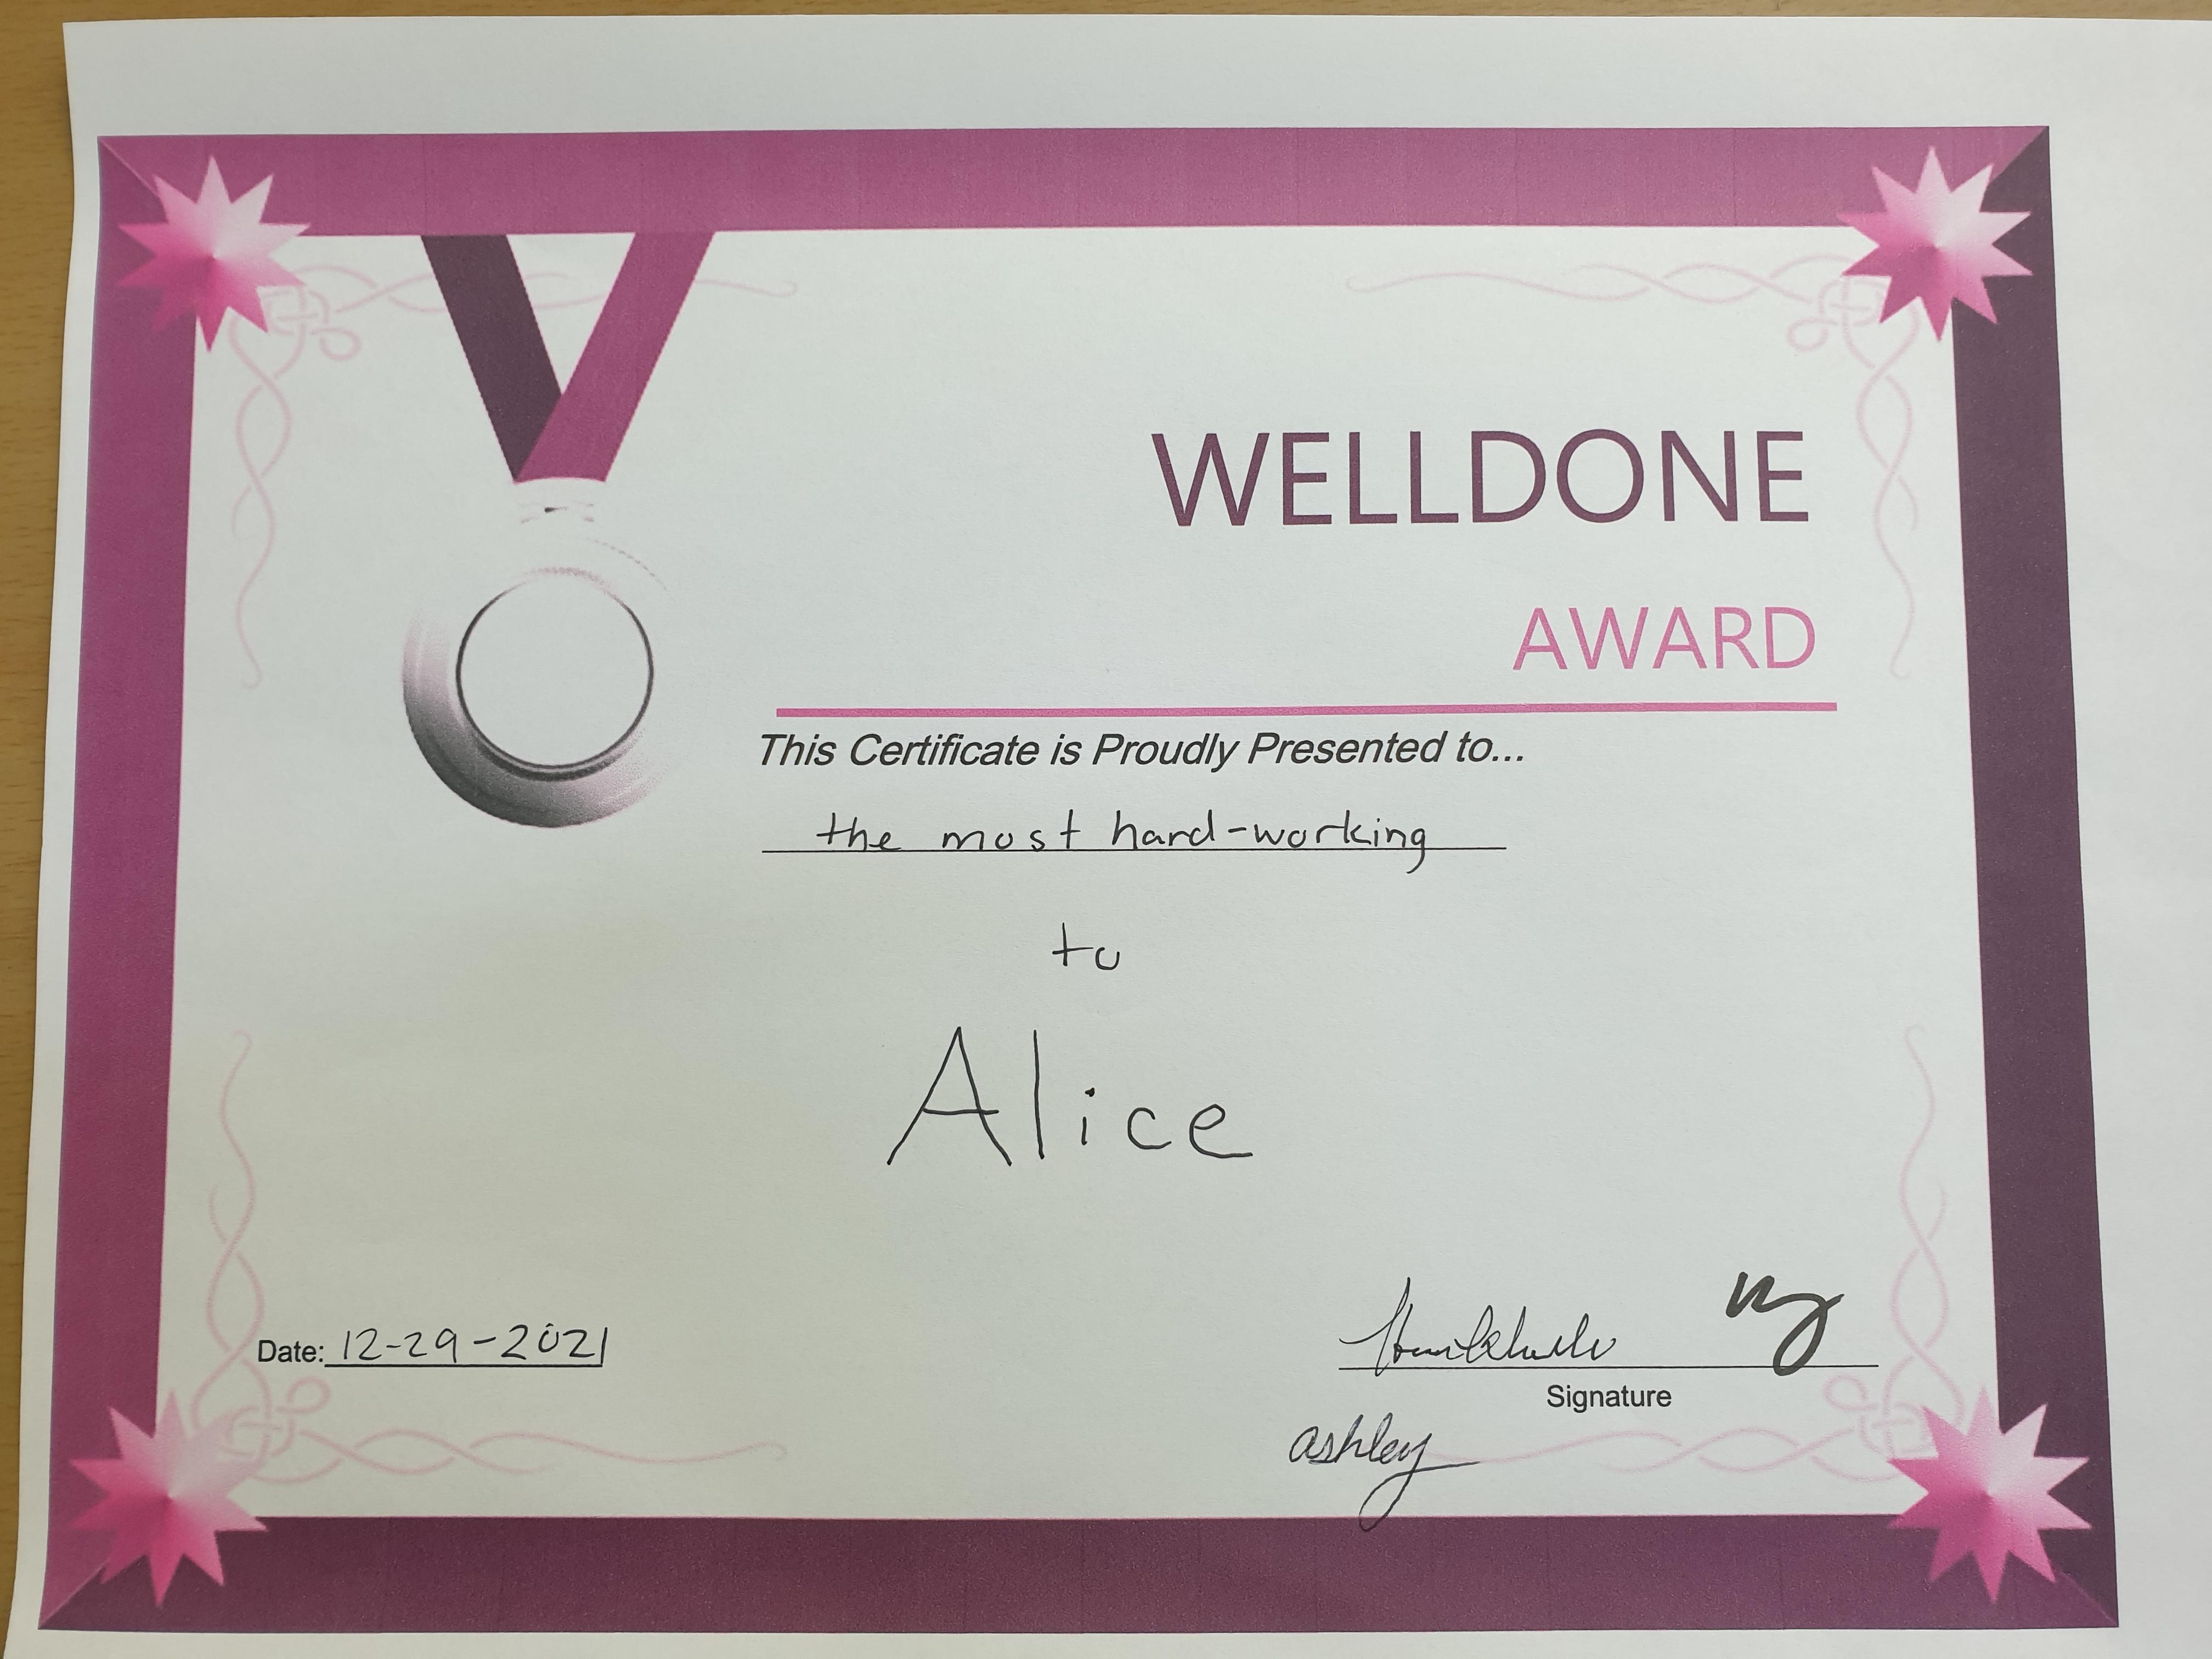 WELLDONE
AWARD
This Certificate is Proudly Presented to...
the most hard-working
to
Alice
Date: 12-29-2021
Signature
ashley